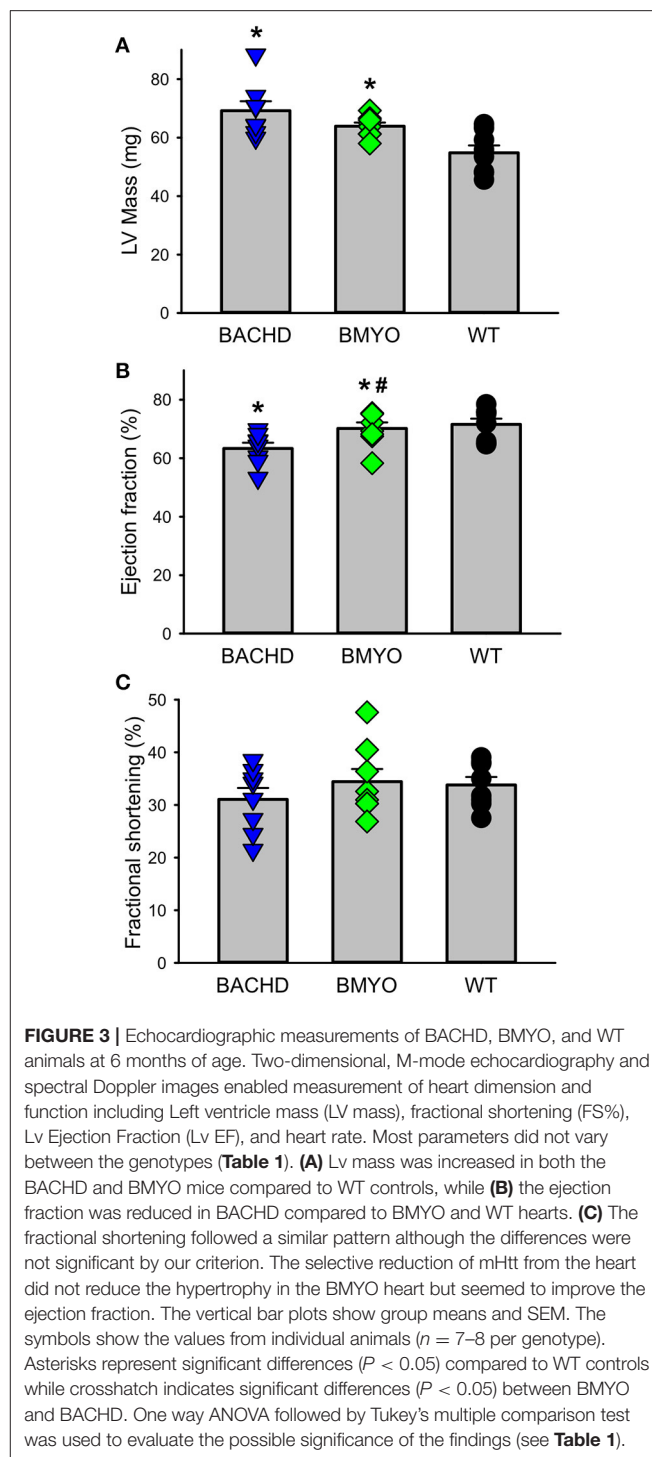 A
*
*
80
60
40
20
0
LV Mass (mg)
BACHD BMYO WT
B
*
* #
80
60
40
20
0
Ejection fraction (%)
BACHD BMYO WT
C
50
40
30
20
10
0
Fractional shortening (%)
BACHD BMYO WT
FIGURE 3 | Echocardiographic measurements of BACHD, BMYO, and WT
animals at 6 months of age. Two-dimensional, M-mode echocardiography and
spectral Doppler images enabled measurement of heart dimension and
function including Left ventricle mass (LV mass), fractional shortening (FS%),
Lv Ejection Fraction (Lv EF), and heart rate. Most parameters did not vary
between the genotypes (Table 1). (A) Lv mass was increased in both the
BACHD and BMYO mice compared to WT controls, while (B) the ejection
fraction was reduced in BACHD compared to BMYO and WT hearts. (C) The
fractional shortening followed a similar pattern although the differences were
not significant by our criterion. The selective reduction of mHtt from the heart
did not reduce the hypertrophy in the BMYO heart but seemed to improve the
ejection fraction. The vertical bar plots show group means and SEM. The
symbols show the values from individual animals (n = 7–8 per genotype).
Asterisks represent significant differences (P < 0.05) compared to WT controls
while crosshatch indicates significant differences (P < 0.05) between BMYO
and BACHD. One way ANOVA followed by Tukey's multiple comparison test
was used to evaluate the possible significance of the findings (see Table 1).